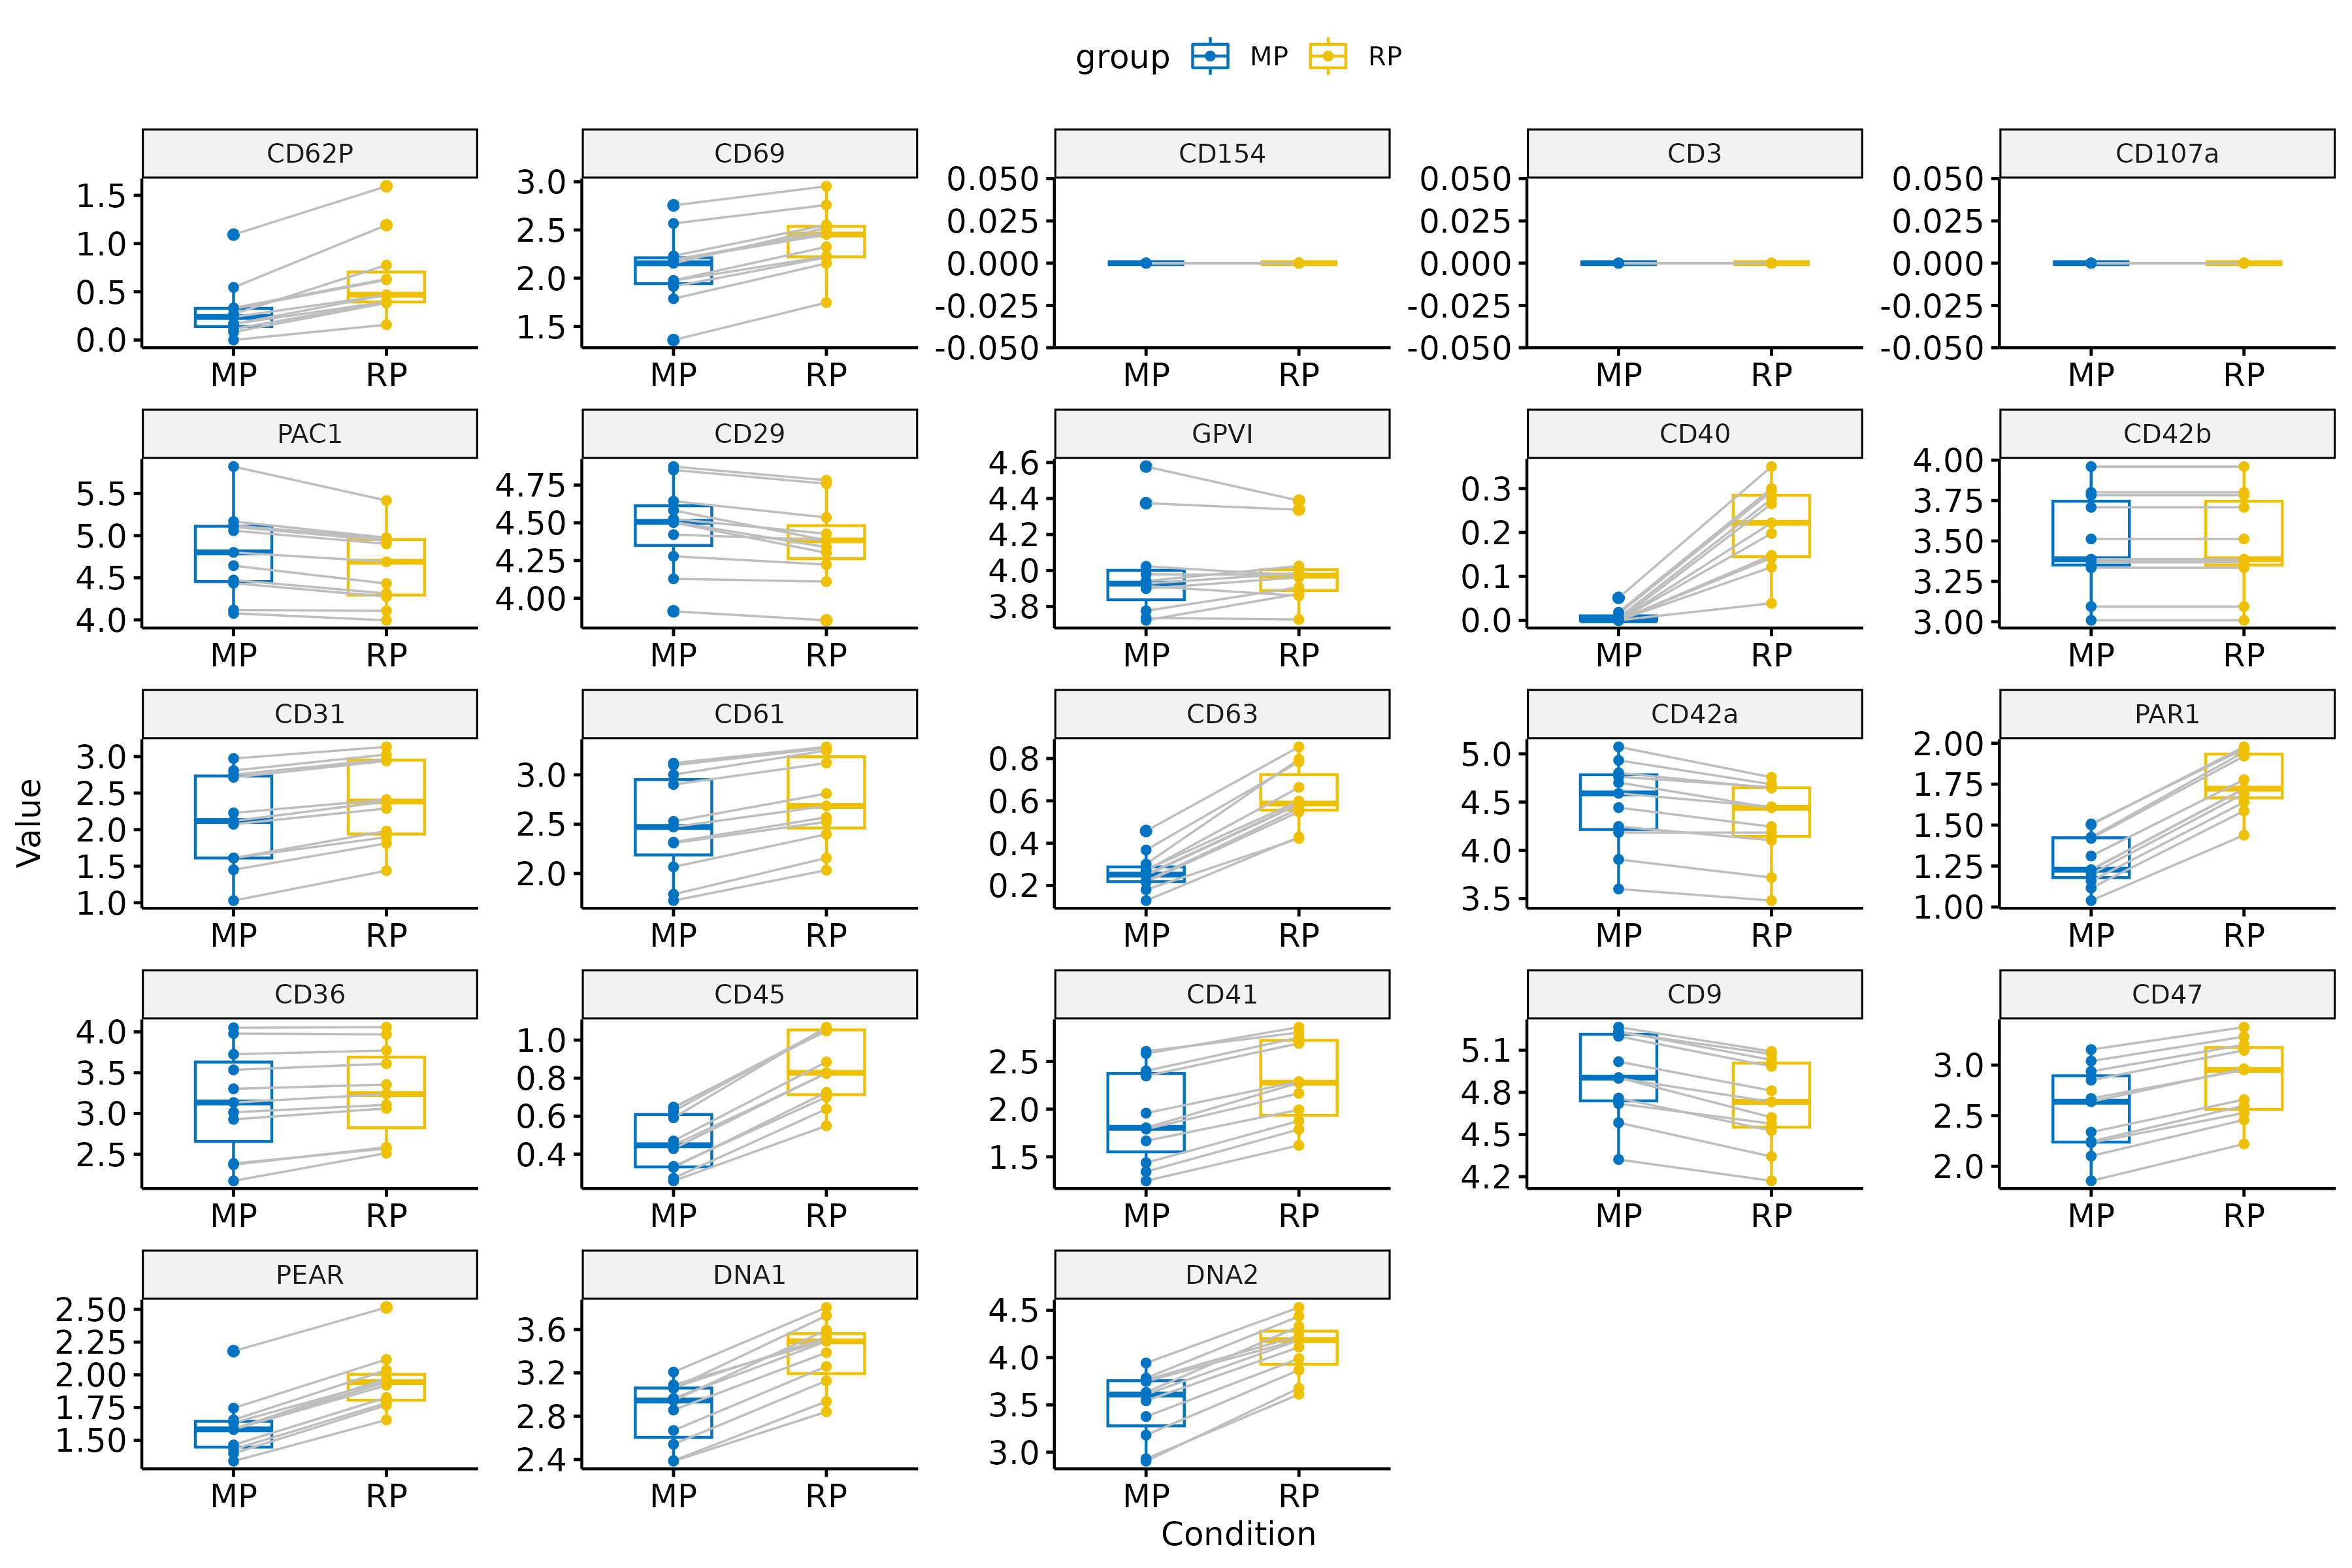 group MP RP
CD62P CD69 CD154 CD3 CD107a
1.5 3.0 0.050 0.050 0.050
1.0 2.5 0.025 0.025 0.025
0.5 2.0 0.000 0.000 0.000
0.0 1.5 -0.025 -0.025 -0.025
-0.050 -0.050 -0.050
MP RP MP RP MP RP MP RP MP RP
PAC1 CD29 GPVI CD40 CD42b
5.5 4.75 4.6 0.3 4.00
5.0 4.50 4.4 0.2 3.75
4.5 4.25 4.2 0.1 3.50
4.0 4.00 4.0 0.0 3.25
3.8 3.00
MP RP MP RP MP RP MP RP MP RP
CD31 CD61 CD63 CD42a PAR1
3.0 3.0 0.8 5.0 2.00
2.5 2.5 0.6 4.5 1.75
2.0 2.0 0.4 4.0 1.50
1.5 0.2 3.5 1.25
1.0 1.00
MP RP MP RP MP RP MP RP MP RP
Value
CD36 CD45 CD41 CD9 CD47
4.0 1.0 2.5 5.1 3.0
3.5 0.8 2.0 4.8 2.5
3.0 0.6 1.5 4.5 2.0
2.5 0.4 4.2
MP RP MP RP MP RP MP RP MP RP
PEAR DNA1 DNA2
2.50 3.6 4.5
2.25 3.2 4.0
2.00 2.8 3.5
1.75 2.4 3.0
1.50
MP RP MP RP MP RP
Condition